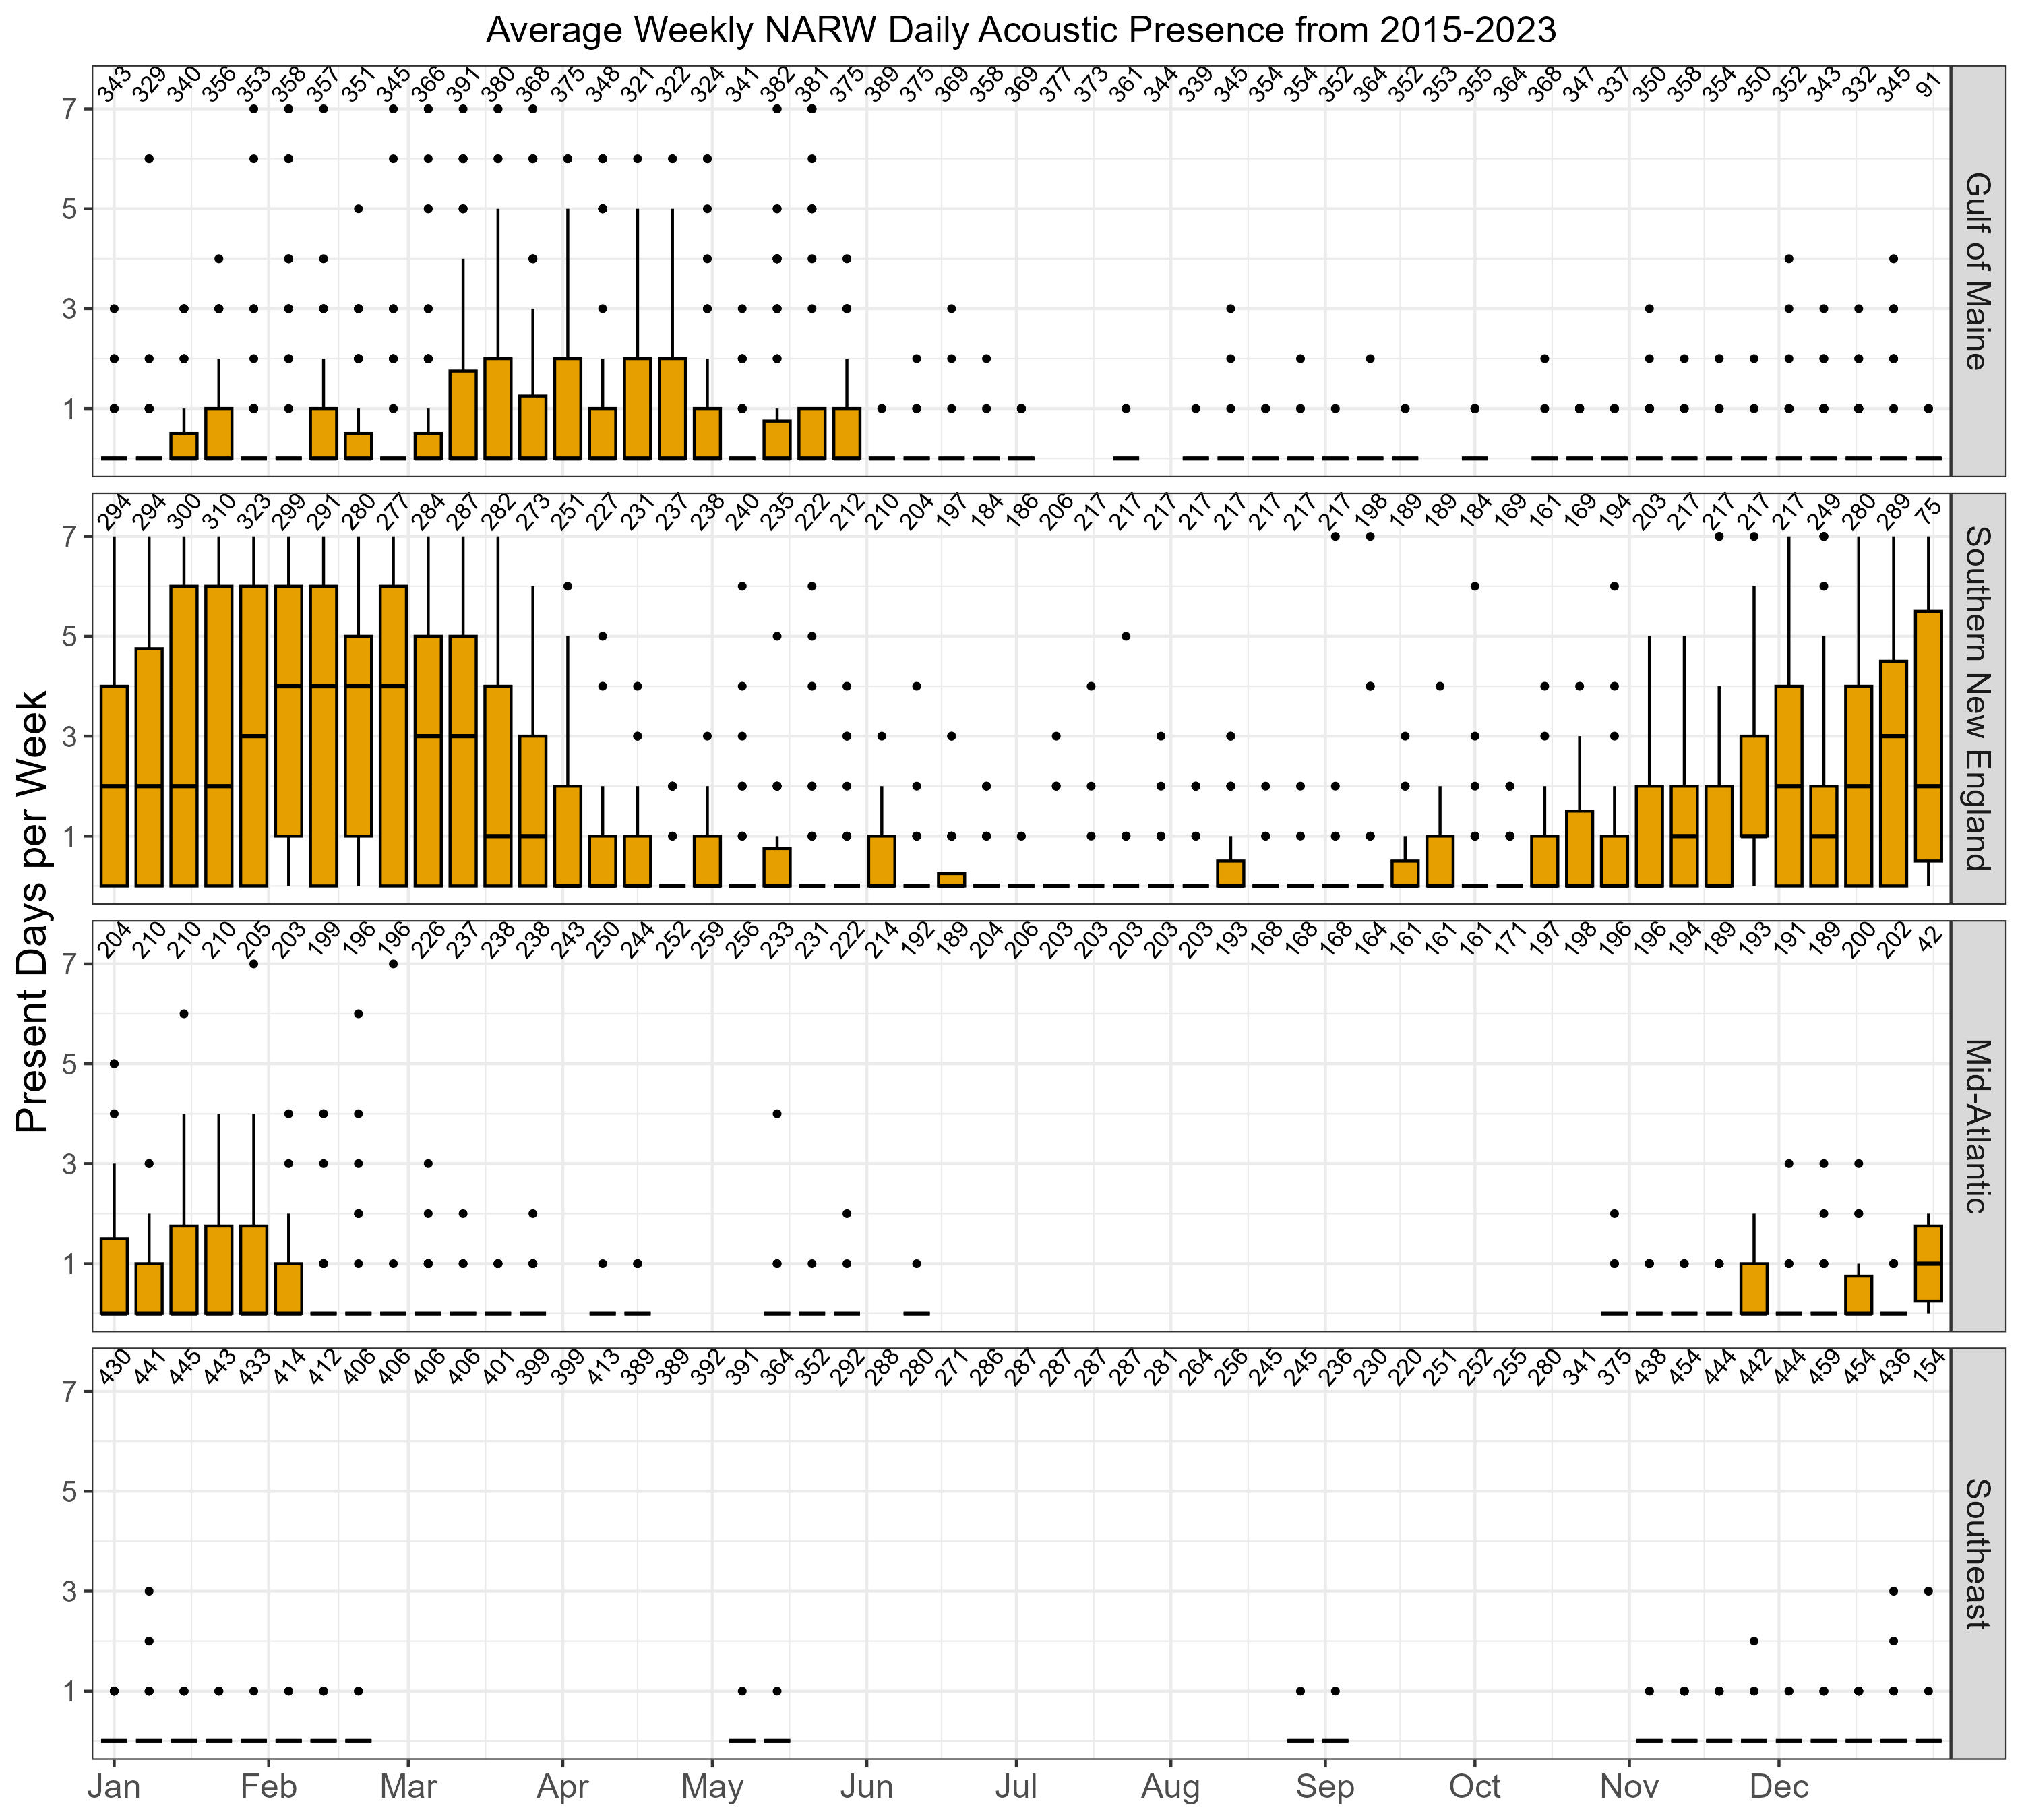 Average Weekly NARW Daily Acoustic Presence from 2015-2023
343 329 340 356 353 358 357 351 345 366 391 380 368 375 348 321 322 324 341 382 381 375 389 375 369 358 369 377 373 361 344 339 345 354 354 352 364 352 353 355 364 368 347 337 350 358 354 350 352 343 332 345 91
7
5
3
1
Gulf of Maine
294 294 300 310 323 299 291 280 277 284 287 282 273 251 227 231 237 238 240 235 222 212 210 204 197 184 186 206 217 217 217 217 217 217 217 217 198 189 189 184 169 161 169 194 203 217 217 217 217 249 280 289 75
7
5
3
1
Southern New England
Present Days per Week
204 210 210 210 205 203 199 196 196 226 237 238 238 243 250 244 252 259 256 233 231 222 214 192 189 204 206 203 203 203 203 203 193 168 168 168 164 161 161 161 171 197 198 196 196 194 189 193 191 189 200 202 42
7
5
3
1
Mid-Atlantic
430 441 445 443 433 414 412 406 406 406 406 401 399 399 413 389 389 392 391 364 352 292 288 280 271 286 287 287 287 287 281 264 256 245 245 236 230 220 251 252 255 280 341 375 438 454 444 442 444 459 454 436 154
7
5
3
1
Southeast
Jan Feb Mar Apr May Jun Jul Aug Sep Oct Nov Dec